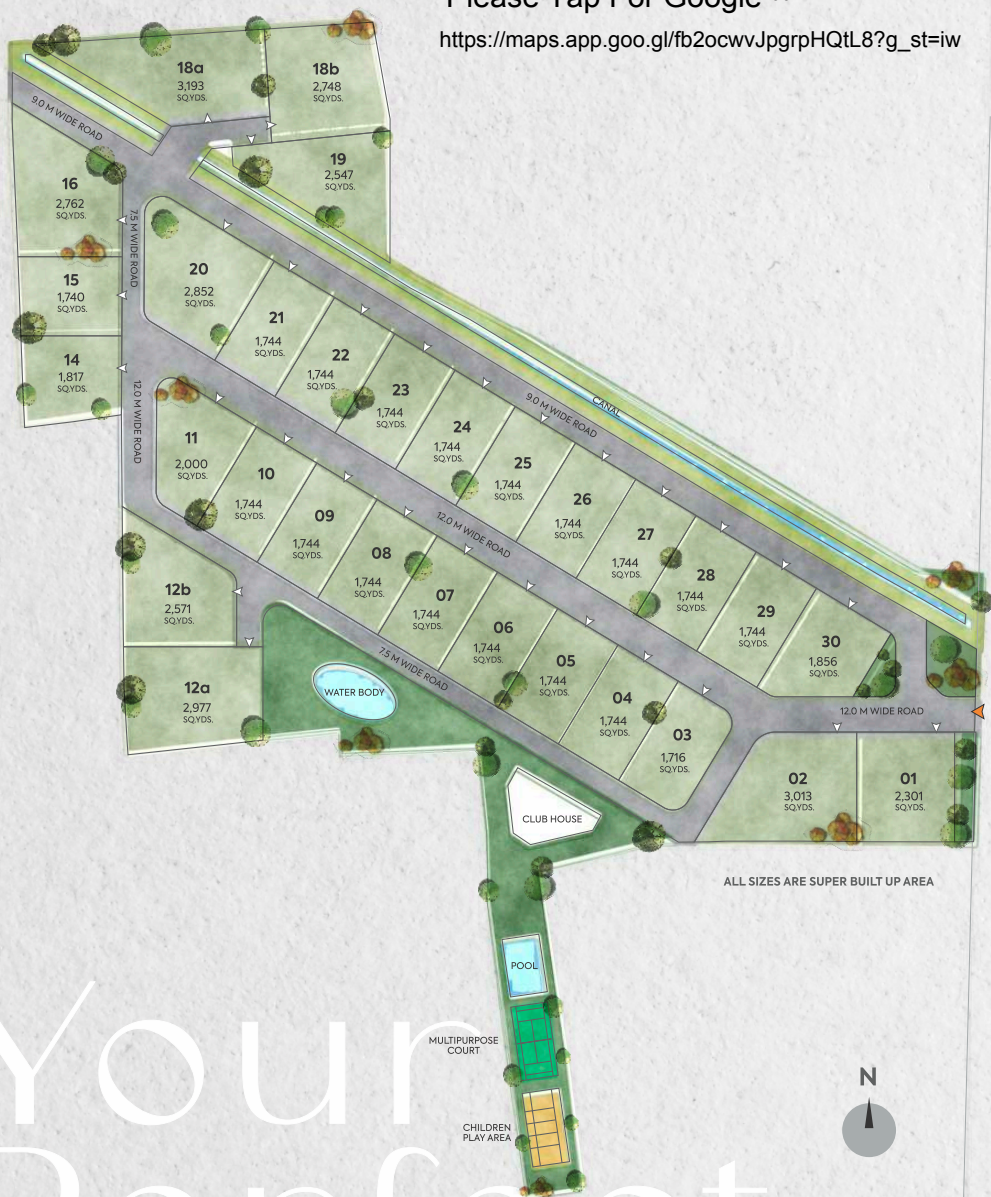 Please Tap For Google
https://maps.app.goo.gl/fb2ocwvJpgrpHQtL8?g_st=iw
18a
3,193
SQ.YDS.
18b
2,748
SQ.YDS.
9.0 M WIDE ROAD
19
2,547
SQ.YDS.
16
2,762
SQ.YDS.
7.5 M WIDE ROAD
20
2,852
SQ.YDS.
15
1,740
SQ.YDS.
21
1,744
SQ.YDS.
22
1,744
SQ.YDS.
14
1,817
SQ.YDS.
23
1,744
SQ.YDS.
12.0 M WIDE ROAD
9.0 M WIDE ROAD
CANAL
24
1,744
SQ.YDS.
11
2,000
SQ.YDS.
10
1,744
SQ.YDS.
25
1,744
SQ.YDS.
26
1,744
SQ.YDS.
09
1,744
SQ.YDS.
12.0 M WIDE ROAD
27
1,744
SQ.YDS.
08
1,744
SQ.YDS.
28
1,744
SQ.YDS.
07
1,744
SQ.YDS.
12b
2,571
SQ.YDS.
29
1,744
SQ.YDS.
06
1,744
SQ.YDS.
30
1,856
SQ.YDS.
7.5 M WIDE ROAD
05
1,744
SQ.YDS.
12a
2,977
SQ.YDS.
WATER BODY
04
1,744
SQ.YDS.
12.0 M WIDE ROAD
03
1,716
SQ.YDS.
02
3,013
SQ.YDS.
01
2,301
SQ.YDS.
CLUB HOUSE
ALL SIZES ARE SUPER BUILT UP AREA
POOL
Your
MULTIPURPOSE
COURT
N
CHILDREN
PLAY AREA